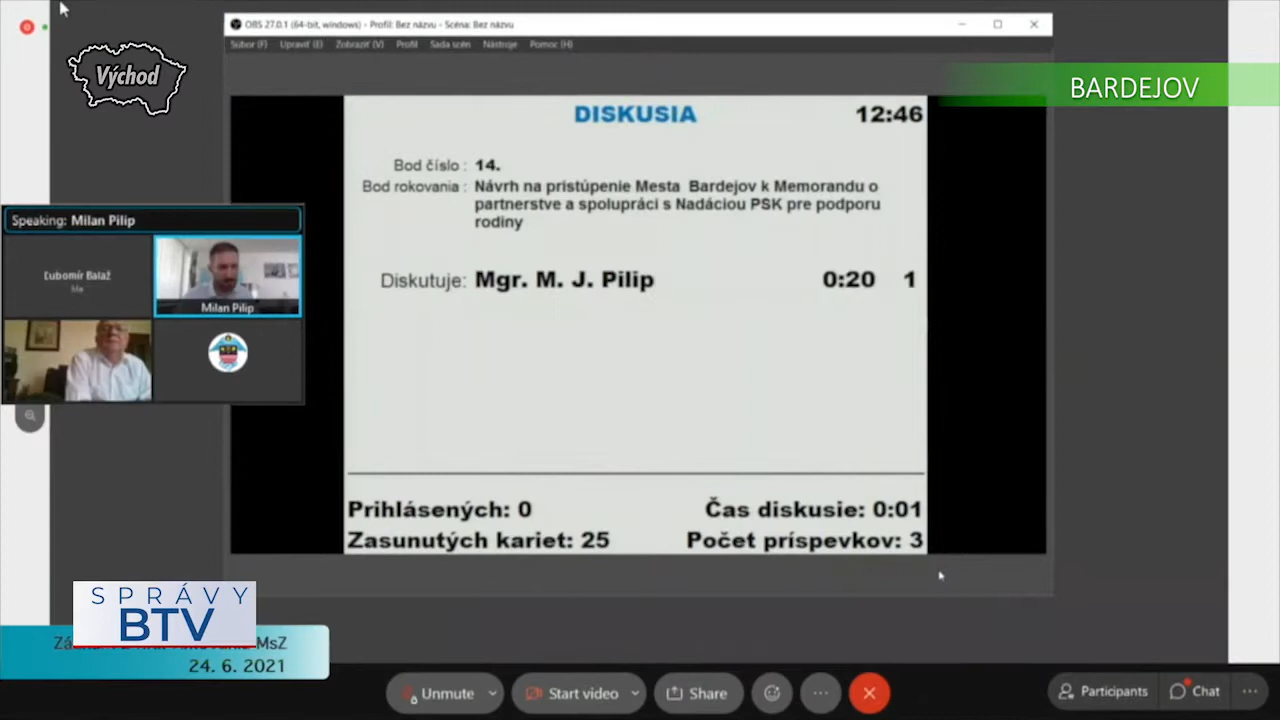 OBS 27.0.1 (64-bit, windows) - Profil: Bez názvu - Scéna: Bez názvu
Súbor (F) Upraviť (E) Zobraziť (V) Profil Sada scén Nástroje Pomoc (H)
Východ
BARDEJOV
DISKUSIA 12:46
Bod číslo : 14.
Bod rokovania : Návrh na pristúpenie Mesta Bardejov k Memorandu o
partnerstve a spolupráci s Nadáciou PSK pre podporu
rodiny
Speaking: Milan Pilip
Ľubomír Balaž
Me
Milan Pilip
Diskutuje: Mgr. M. J. Pilip 0:20 1
Prihlásených: 0 Čas diskusie: 0:01
Zasunutých kariet: 25 Počet príspevkov: 3
SPRÁVY
BTV
MsZ
24. 6. 2021
Unmute Start video Share Participants Chat